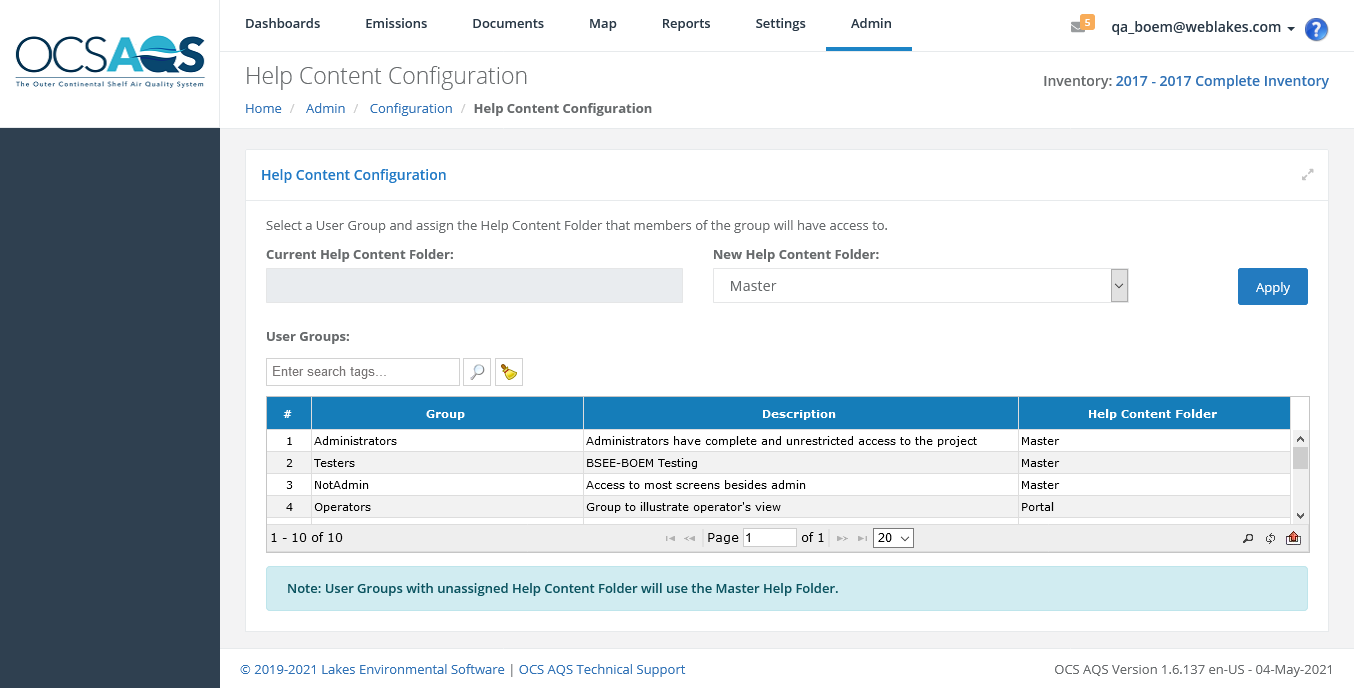 OCSAQS
The Outer Continental Shelf Air Quality System
Dashboards Emissions Documents Map Reports Settings Admin
5
qa_boem@weblakes.com
?
Help Content Configuration
Inventory: 2017 - 2017 Complete Inventory
Home / Admin / Configuration / Help Content Configuration
Help Content Configuration
Select a User Group and assign the Help Content Folder that members of the group will have access to.
Current Help Content Folder: New Help Content Folder:
Master
Apply
User Groups:
Enter search tags...
# Group Description Help Content Folder
1 Administrators Administrators have complete and unrestricted access to the project Master
2 Testers BSEE-BOEM Testing Master
3 NotAdmin Access to most screens besides admin Master
4 Operators Group to illustrate operator's view Portal
1 - 10 of 10 Page 1 of 1 20
Note: User Groups with unassigned Help Content Folder will use the Master Help Folder.
© 2019-2021 Lakes Environmental Software | OCS AQS Technical Support OCS AQS Version 1.6.137 en-US - 04-May-2021